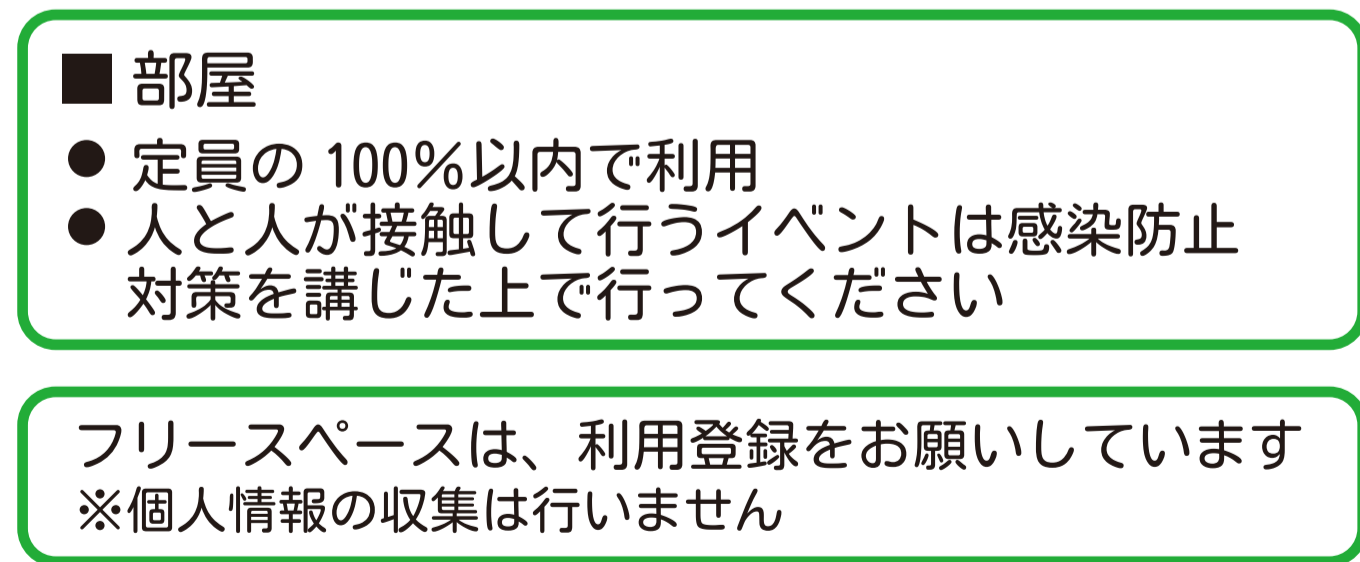 ■ 部屋
● 定員の 100%以内で利用
● 人と人が接触して行うイベントは感染防止
対策を講じた上で行ってください
フリースペースは、利用登録をお願いしています
※個人情報の収集は行いません